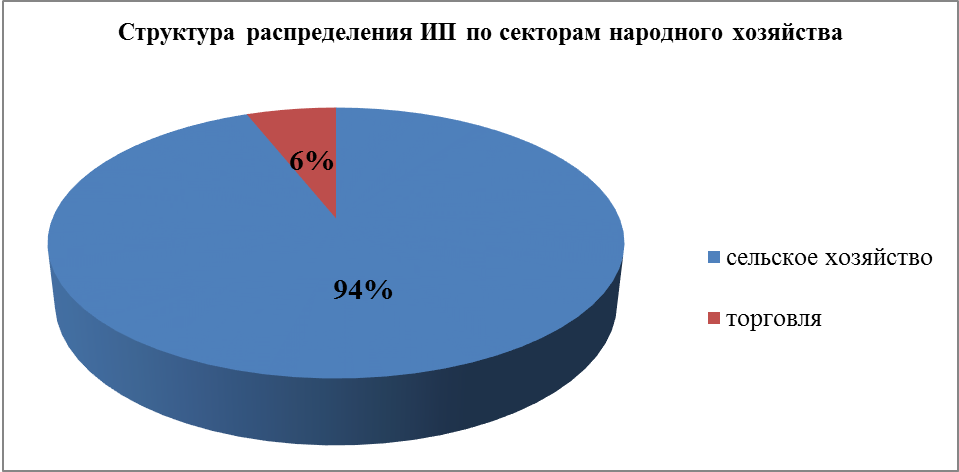 Структура распределения ИП по секторам народного хозяйства
6%
94%
сельское хозяйство
торговля